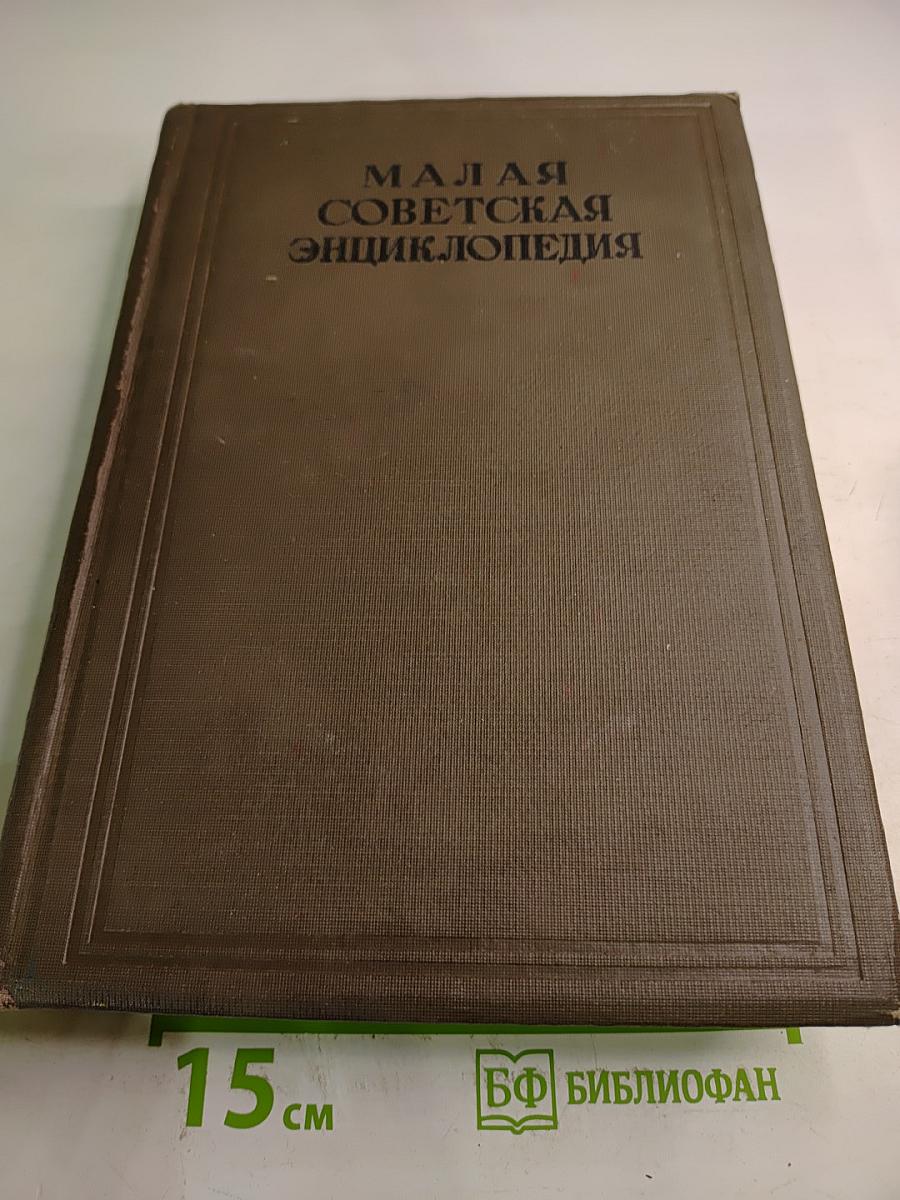 МАЛАЯ
СОВЕТСКАЯ
ЭНЦИКЛОПЕДИЯ
15 см
БФ БИБЛИОФАН